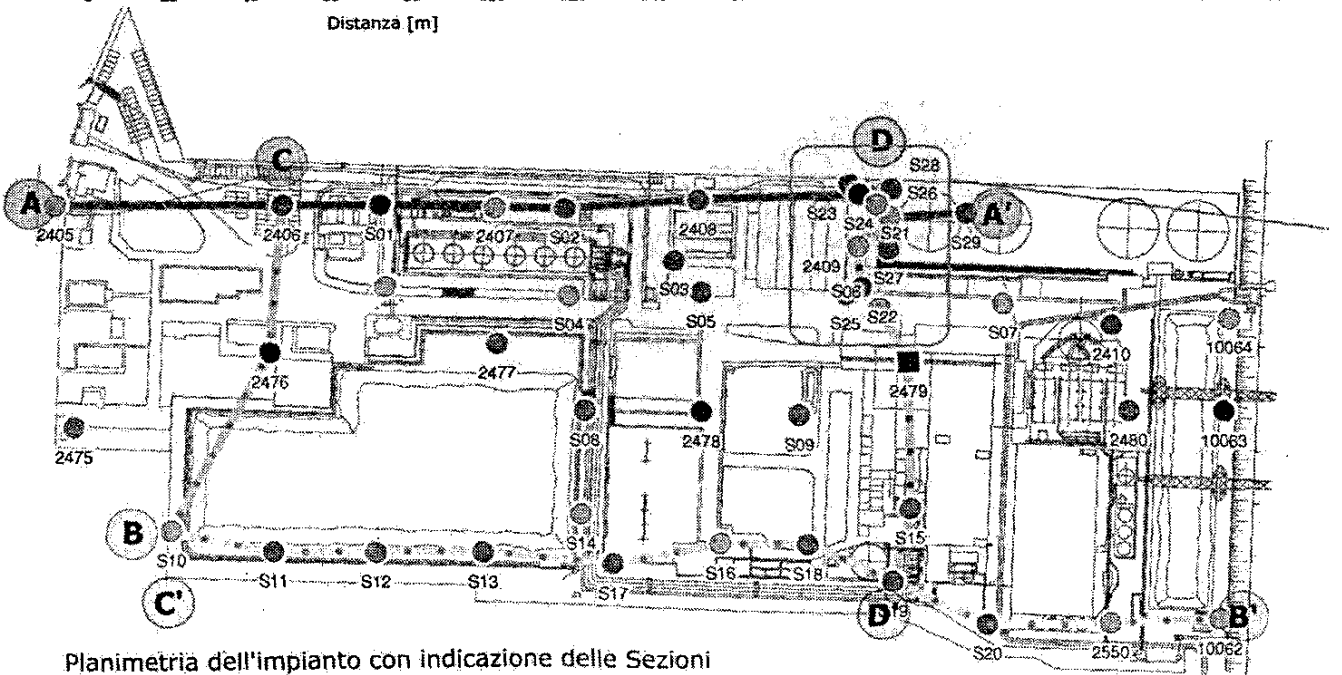 Distanza [m]
D
S28
C
S26
A
S23
A'
S24
S21
2405
2406
S01
2407
S02
2408
S29
2409
S27
S03
S06
S04
S05
S25
S22
S07
2410
10064
2476
2477
2479
S08
2478
S09
2480
10063
2475
B
S14
S15
S10
S11
S12
S13
S17
S16
S18
C'
D'
B'
S20
2550
10062
Planimetria dell'impianto con indicazione delle Sezioni